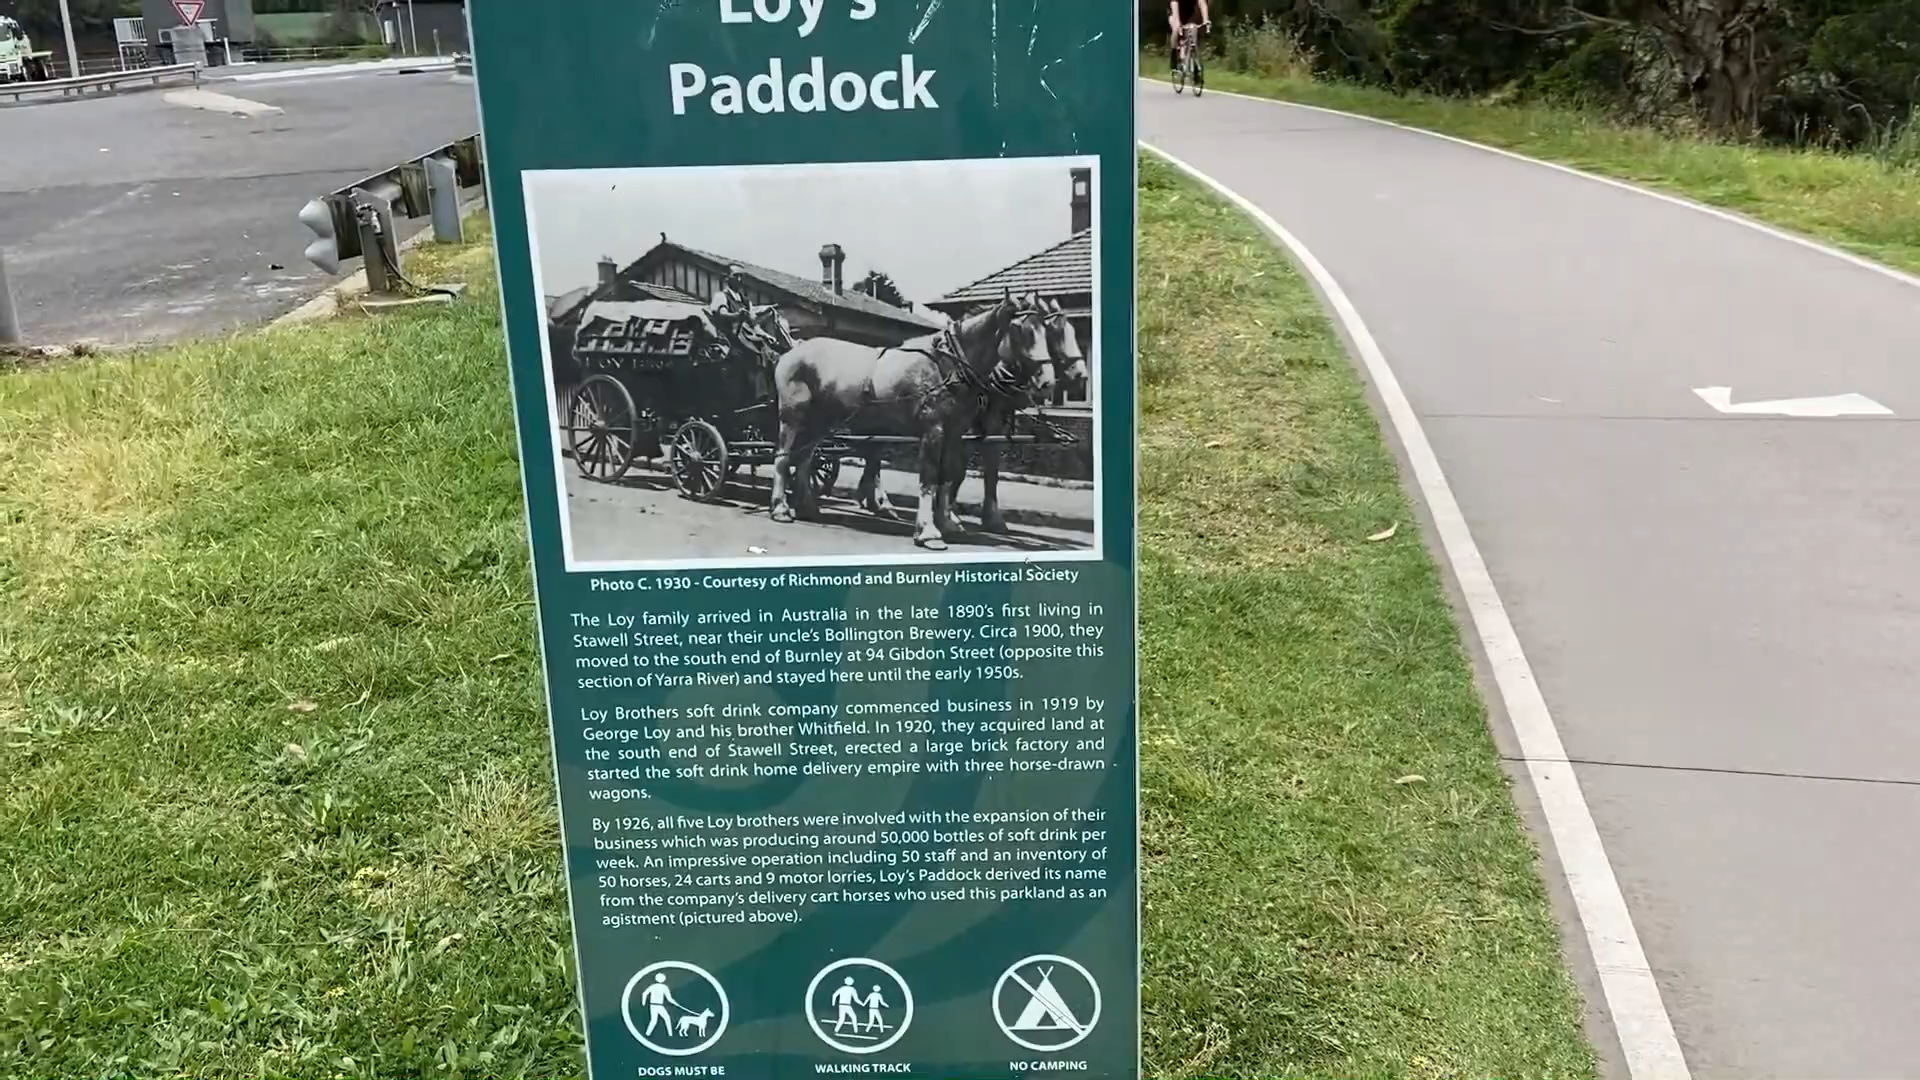 Loy's
Paddock
Photo C. 1930 - Courtesy of Richmond and Burnley Historical Society
The Loy family arrived in Australia in the late 1890's first living in
Stawell Street, near their uncle's Bollington Brewery. Circa 1900, they
moved to the south end of Burnley at 94 Gibdon Street (opposite this
section of Yarra River) and stayed here until the early 1950s.
Loy Brothers soft drink company commenced business in 1919 by
George Loy and his brother Whitfield. In 1920, they acquired land at
the south end of Stawell Street, erected a large brick factory and
started the soft drink home delivery empire with three horse-drawn
wagons.
By 1926, all five Loy brothers were involved with the expansion of their
business which was producing around 50,000 bottles of soft drink per
week. An impressive operation including 50 staff and an inventory of
50 horses, 24 carts and 9 motor lorries, Loy's Paddock derived its name
from the company's delivery cart horses who used this parkland as an
agistment (pictured above).
DOGS MUST BE
WALKING TRACK
NO CAMPING